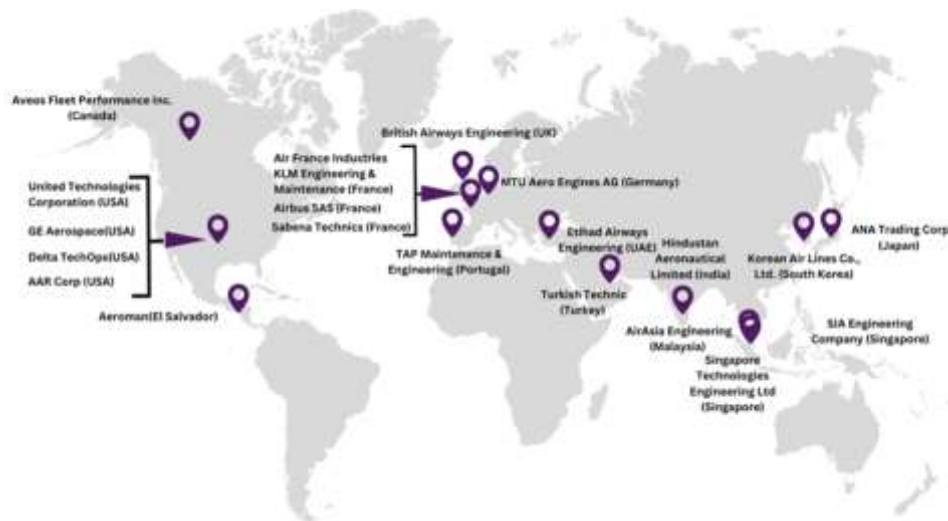 Aveos Fleet Performance Inc.
(Canada)
British Airways Engineering (UK)
Air France Industries
KLM Engineering &
Maintenance (France)
Airbus SAS (France)
Sabena Technics (France)
MTU Aero Engines AG (Germany)
United Technologies
Corporation (USA)
GE Aerospace(USA)
Delta TechOps(USA)
AAR Corp (USA)
Aeroman(El Salvador)
TAP Maintenance &
Engineering (Portugal)
Etihad Airways
Engineering (UAE)
Turkish Technic
(Turkey)
Hindustan
Aeronautical
Limited (India)
Korean Air Lines Co.,
Ltd. (South Korea)
ANA Trading Corp
(Japan)
AirAsia Engineering
(Malaysia)
SIA Engineering
Company (Singapore)
Singapore
Technologies
Engineering Ltd
(Singapore)